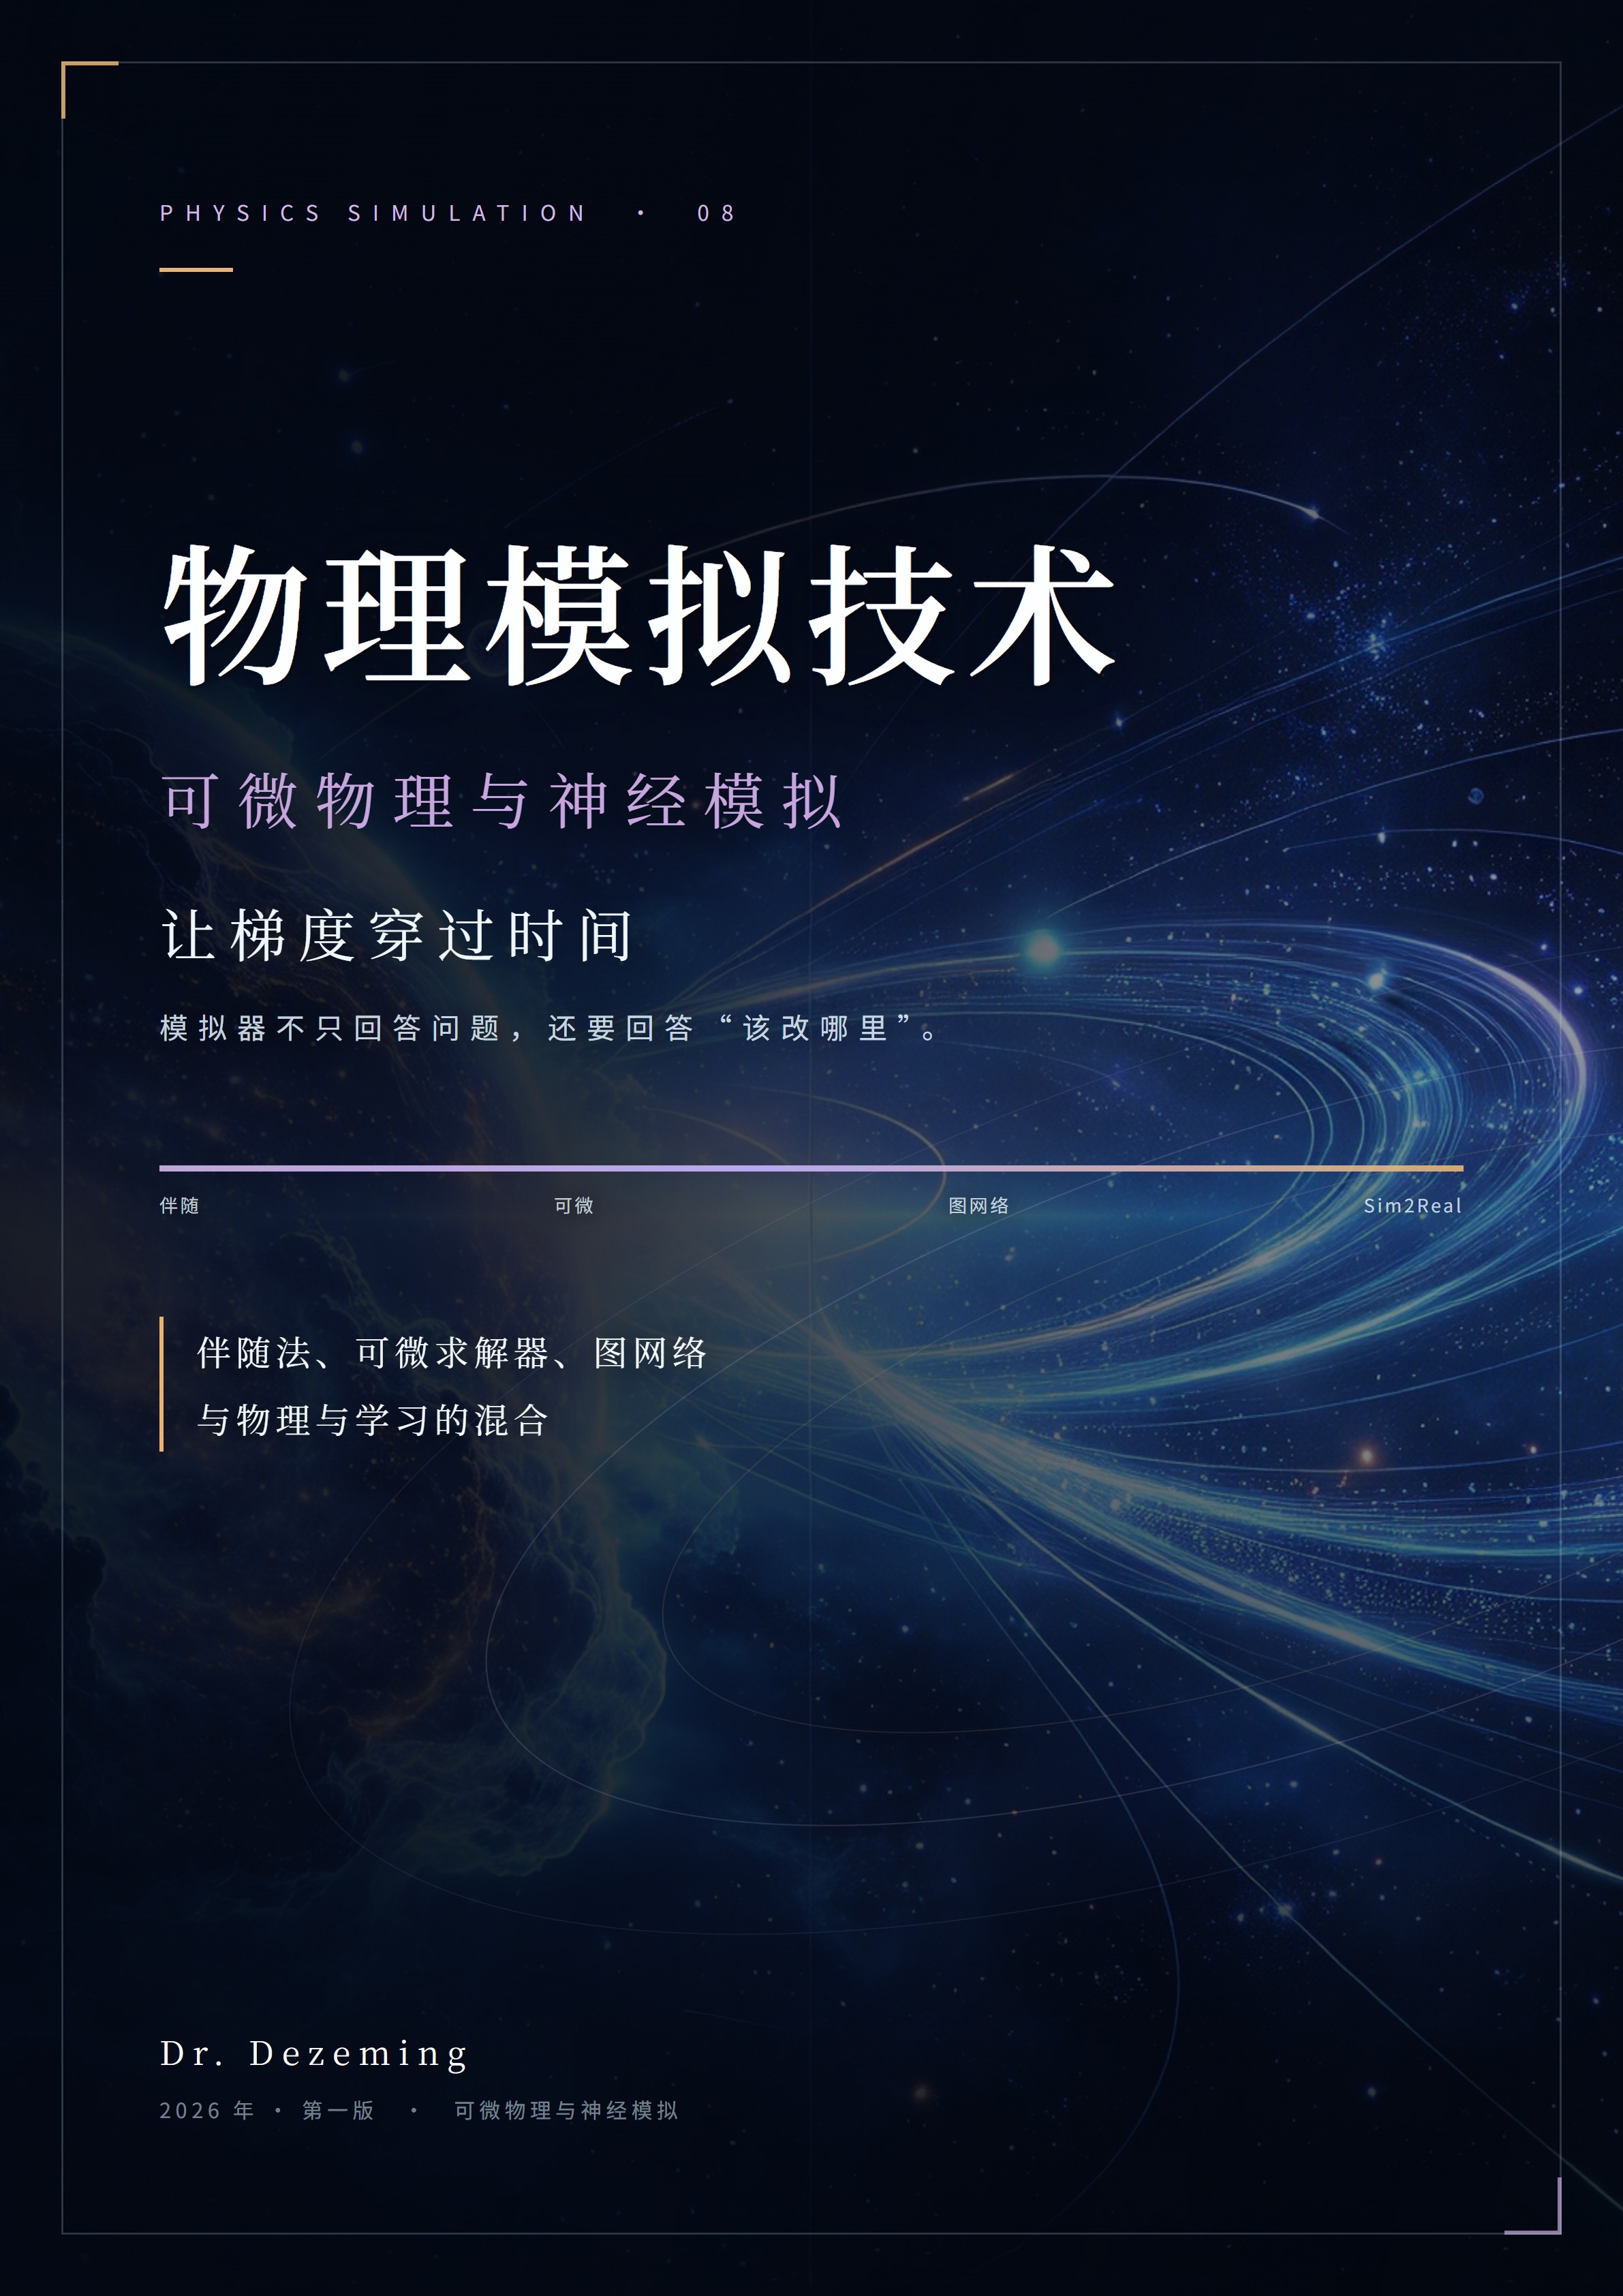 PHYSICS SIMULATION • 08
物理模拟技术
可微物理与神经模拟
让梯度穿过时间
模拟器不只回答问题，还要回答“该改哪里”。
伴随 可微 图网络 Sim2Real
伴随法、可微求解器、图网络
与物理与学习的混合
Dr. Dezeming
2026 年 • 第一版 • 可微物理与神经模拟